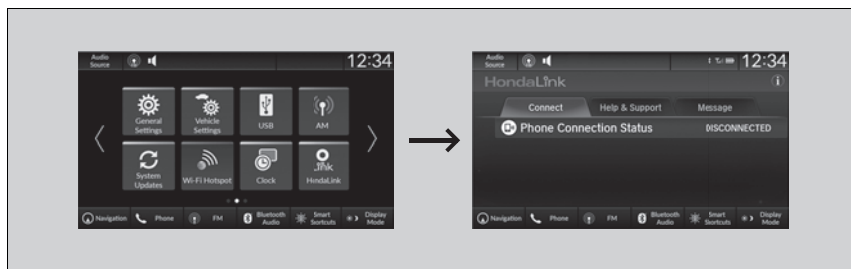 Audio
Source
12:34
General
Settings
Vehicle
Settings
USB
AM
System
Updates
Wi-Fi Hotspot
Clock
Link
HondaLink
Navigation
Phone
FM
Bluetooth
Audio
Smart
Shortcuts
Display
Mode
Audio
Source
12:34
HondaLink
Connect
Help & Support
Message
Phone Connection Status
DISCONNECTED
Navigation
Phone
FM
Bluetooth
Audio
Smart
Shortcuts
Display
Mode